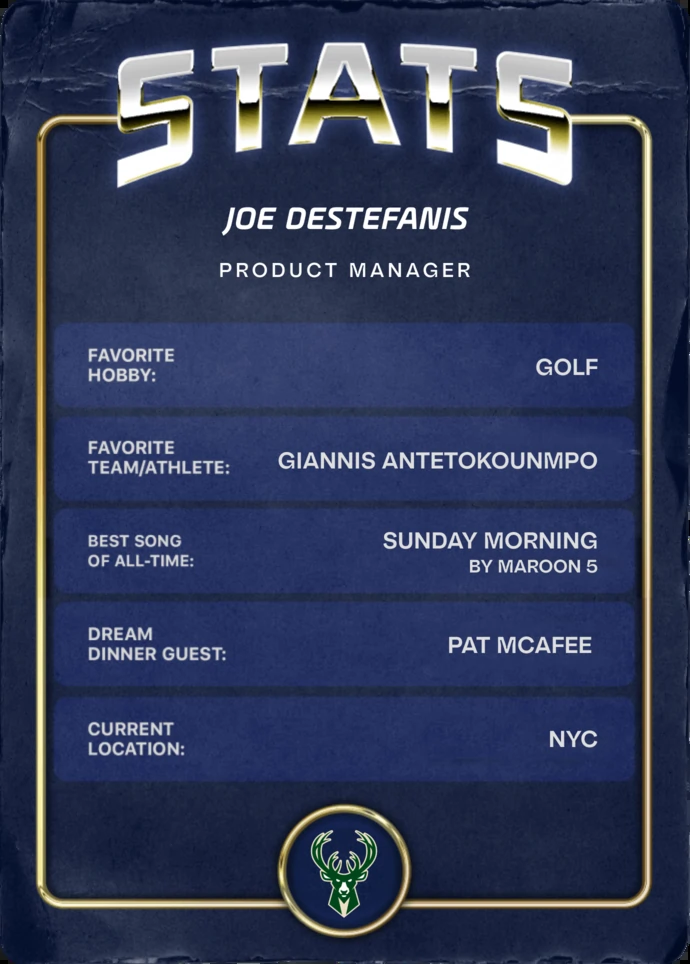 STATS
JOE DESTEFANIS
PRODUCT MANAGER
FAVORITE
HOBBY:
GOLF
FAVORITE
TEAM/ATHLETE:
GIANNIS ANTETOKOUNMPO
BEST SONG
OF ALL-TIME:
SUNDAY MORNING
BY MAROON 5
DREAM
DINNER GUEST:
PAT MCAFEE
CURRENT
LOCATION:
NYC